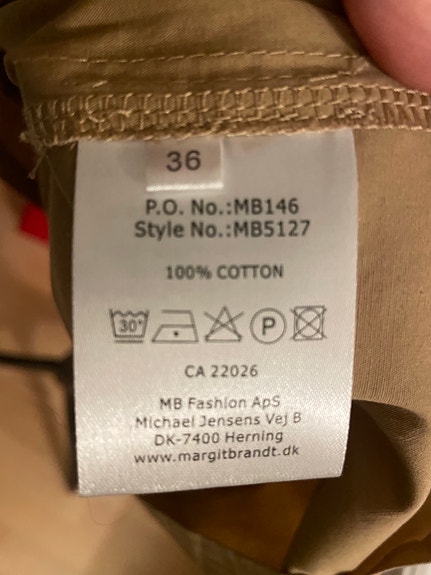 36
P.O. No.:MB146
Style No.:MB5127
100% COTTON
30° P
CA 22026
MB Fashion ApS
Michael Jensens Vej 8
DK-7400 Herning
www.margitbrandt.dk